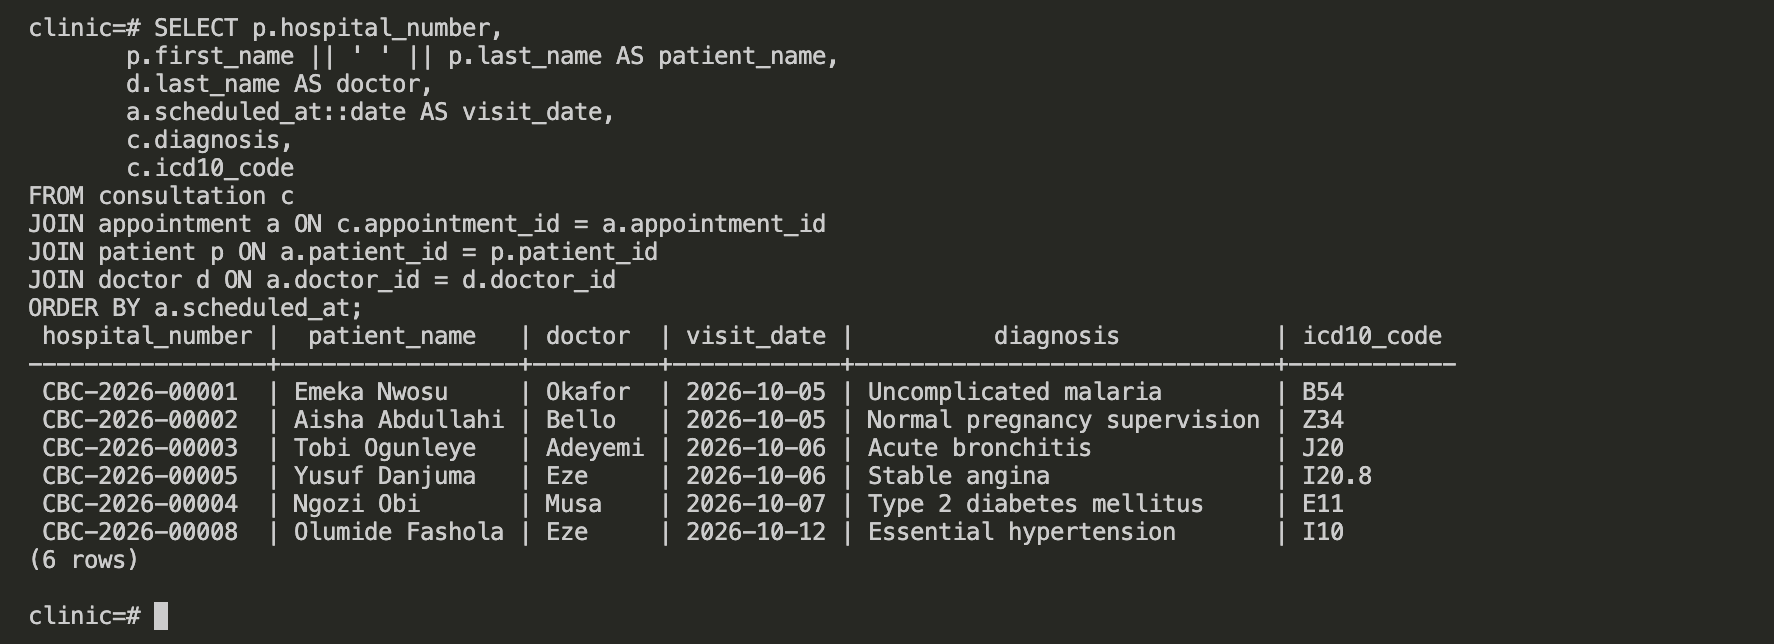 clinic=# SELECT p.hospital_number,
       p.first_name || ' ' || p.last_name AS patient_name,
       d.last_name AS doctor,
       a.scheduled_at::date AS visit_date,
       c.diagnosis,
       c.icd10_code
FROM consultation c
JOIN appointment a ON c.appointment_id = a.appointment_id
JOIN patient p ON a.patient_id = p.patient_id
JOIN doctor d ON a.doctor_id = d.doctor_id
ORDER BY a.scheduled_at;
 hospital_number |  patient_name   | doctor  | visit_date |          diagnosis           | icd10_code
-----------------+-----------------+---------+------------+------------------------------+------------
 CBC-2026-00001  | Emeka Nwosu     | Okafor  | 2026-10-05 | Uncomplicated malaria        | B54
 CBC-2026-00002  | Aisha Abdullahi | Bello   | 2026-10-05 | Normal pregnancy supervision | Z34
 CBC-2026-00003  | Tobi Ogunleye   | Adeyemi | 2026-10-06 | Acute bronchitis             | J20
 CBC-2026-00005  | Yusuf Danjuma   | Eze     | 2026-10-06 | Stable angina                | I20.8
 CBC-2026-00004  | Ngozi Obi       | Musa    | 2026-10-07 | Type 2 diabetes mellitus     | E11
 CBC-2026-00008  | Olumide Fashola | Eze     | 2026-10-12 | Essential hypertension       | I10
(6 rows)

clinic=#